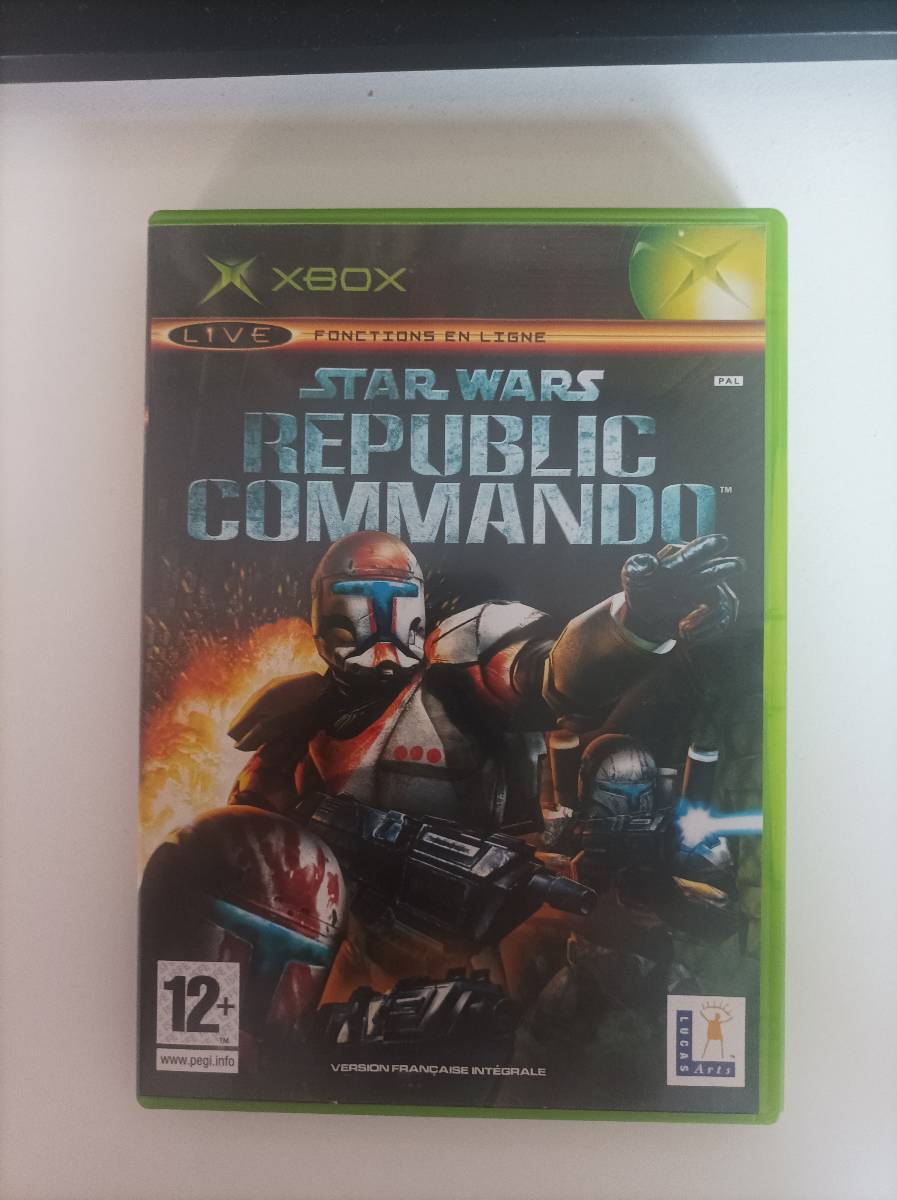 XBOX
LIVE FONCTIONS EN LIGNE
PAL
STAR WARS
REPUBLIC
COMMANDO™
12+
™
www.pegi.info
VERSION FRANÇAISE INTÉGRALE
LUCAS
Arts